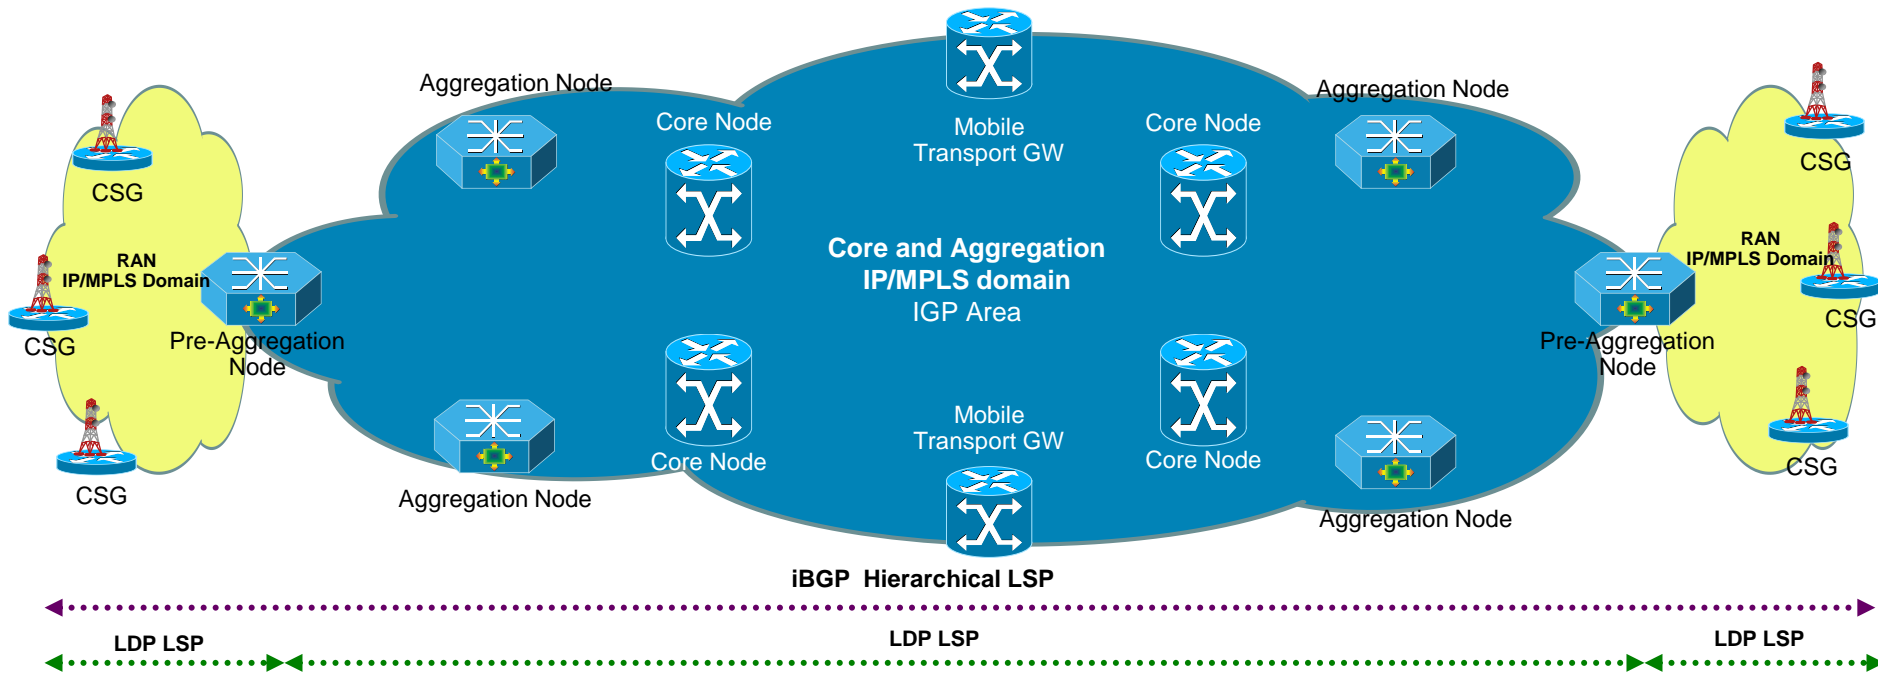 Aggregation Node
Aggregation Node
Core Node
Mobile
Transport GW
Core Node
CSG
CSG
Core and Aggregation
IP/MPLS domain
IGP Area
RAN
IP/MPLS Domain
RAN
IP/MPLS Domain
CSG
Pre-Aggregation
Node
Pre-Aggregation
Node
CSG
Mobile
Transport GW
Core Node
Core Node
CSG
CSG
Aggregation Node
Aggregation Node
iBGP Hierarchical LSP
LDP LSP
LDP LSP
LDP LSP